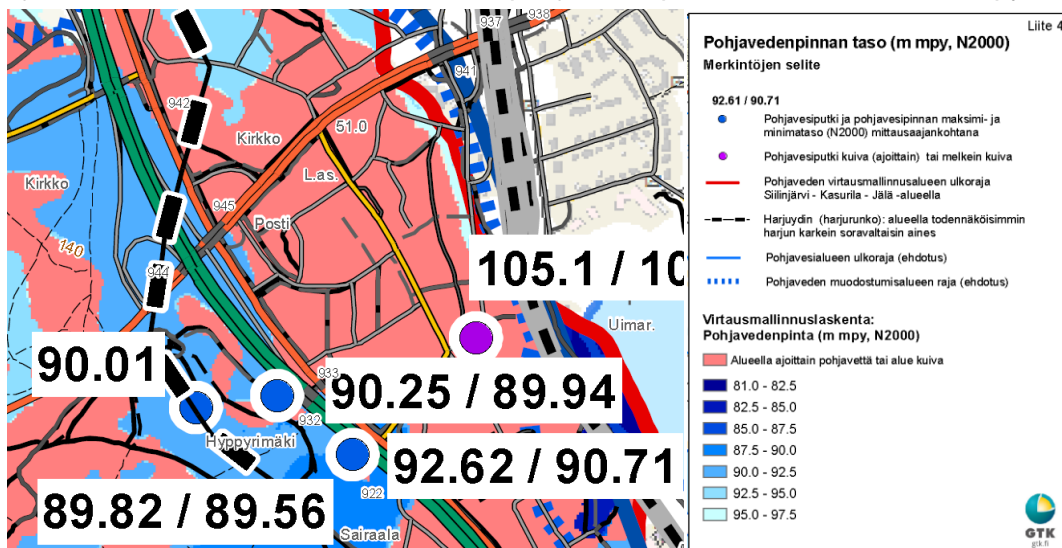 938
937
941
942
51.0
Kirkko
Kirkko
L.as.
945
Posti
140
944
105.1 / 10
Uimar.
90.01
933
90.25 / 89.94
932
Hyppyrimäki
92.62 / 90.71
922
89.82 / 89.56
Sairaala
Liite 4
Pohjavedenpinnan taso (m mpy, N2000)
Merkintöjen selite
92.61 / 90.71
Pohjavesiputki ja pohjavesipinnan maksimi- ja
minimataso (N2000) mittausaajankohtana
Pohjavesiputki kuiva (ajoittain) tai melkein kuiva
Pohjaveden virtausmallinnusalueen ulkoraja
Siilinjärvi - Kasurila - Jälä -alueella
Harjuydin (harjurunko): alueella todennäköisimmin
harjun karkein soravaltaisin aines
Pohjavesialueen ulkoraja (ehdotus)
Pohjaveden muodostumisalueen raja (ehdotus)
Virtausmallinnuslaskenta:
Pohjavedenpinta (m mpy, N2000)
Alueella ajoittain pohjavettä tai alue kuiva
81.0 - 82.5
82.5 - 85.0
85.0 - 87.5
87.5 - 90.0
90.0 - 92.5
92.5 - 95.0
95.0 - 97.5
GTK
gtk.fi